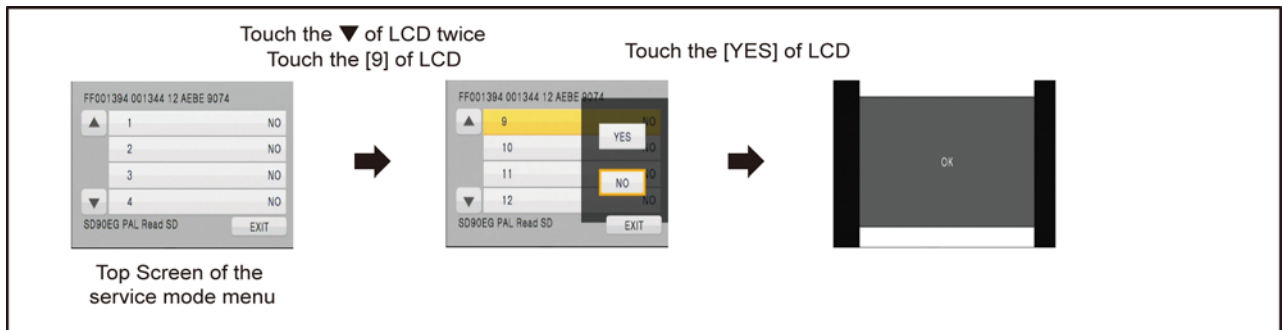 Touch the ▼ of LCD twice
Touch the [9] of LCD
Touch the [YES] of LCD
FF001394 001344 12 AEBE 9074
▲ 1 NO
2 NO
3 NO
▼ 4 NO
SD90EG PAL Read SD EXIT
Top Screen of the
service mode menu
FF001394 001344 12 AEBE 9074
▲ 9 NO
YES
10 NO
11 NO
NO
▼ 12 NO
SD90EG PAL Read SD EXIT
OK